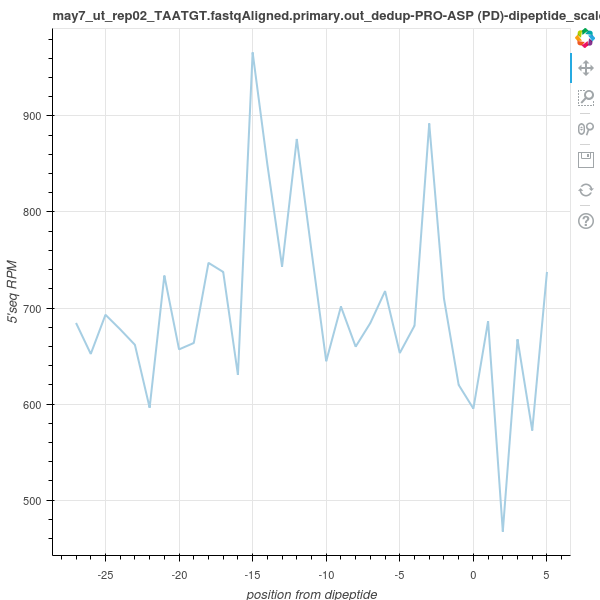 may7_ut_rep02_TAATGT.fastqAligned.primary.out_dedup-PRO-ASP (PD)-dipeptide_scale
900
800
700
600
500
5'seq RPM
-25 -20 -15 -10 -5 0 5
position from dipeptide